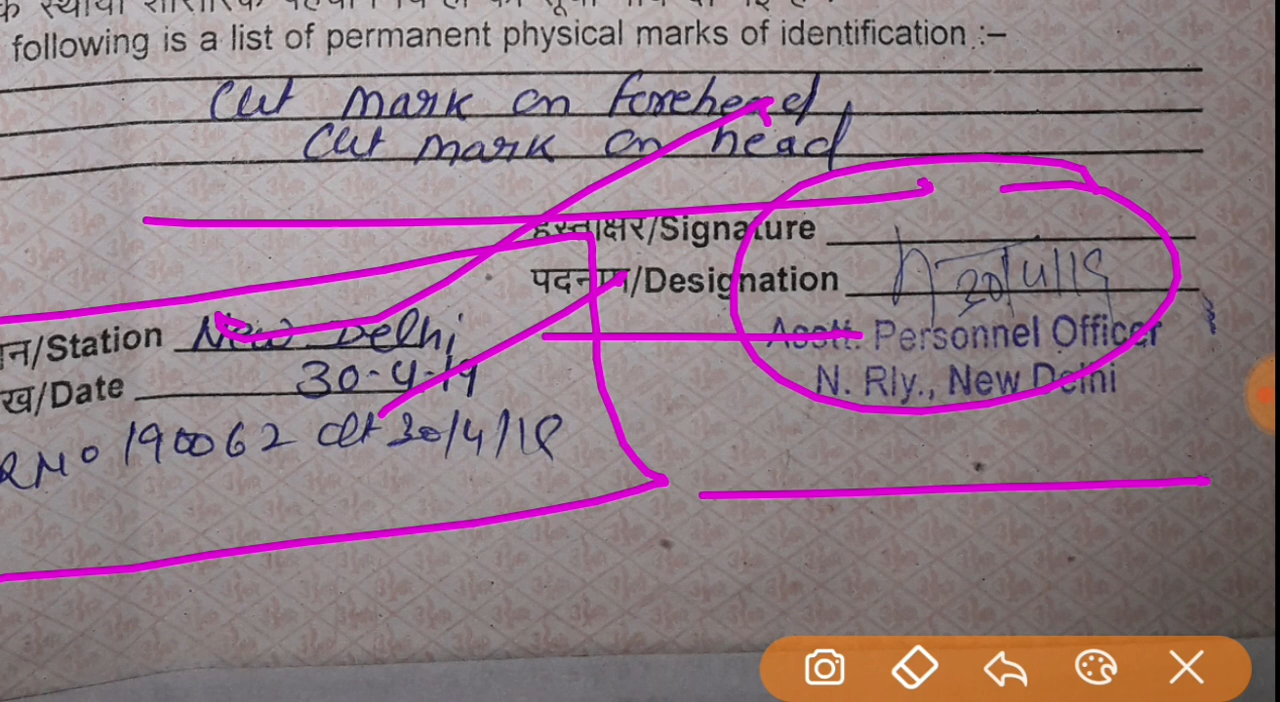 following is a list of permanent physical marks of identification :–
Cut mark on forehead,
Cut mark on head
हस्ताक्षर/Signature
पदनाम/Designation 30/4/19
न/Station New Delhi
Asstt. Personnel Officer
ख/Date 30-4-19
N. Rly., New Delhi
190062 dt 30/4/19